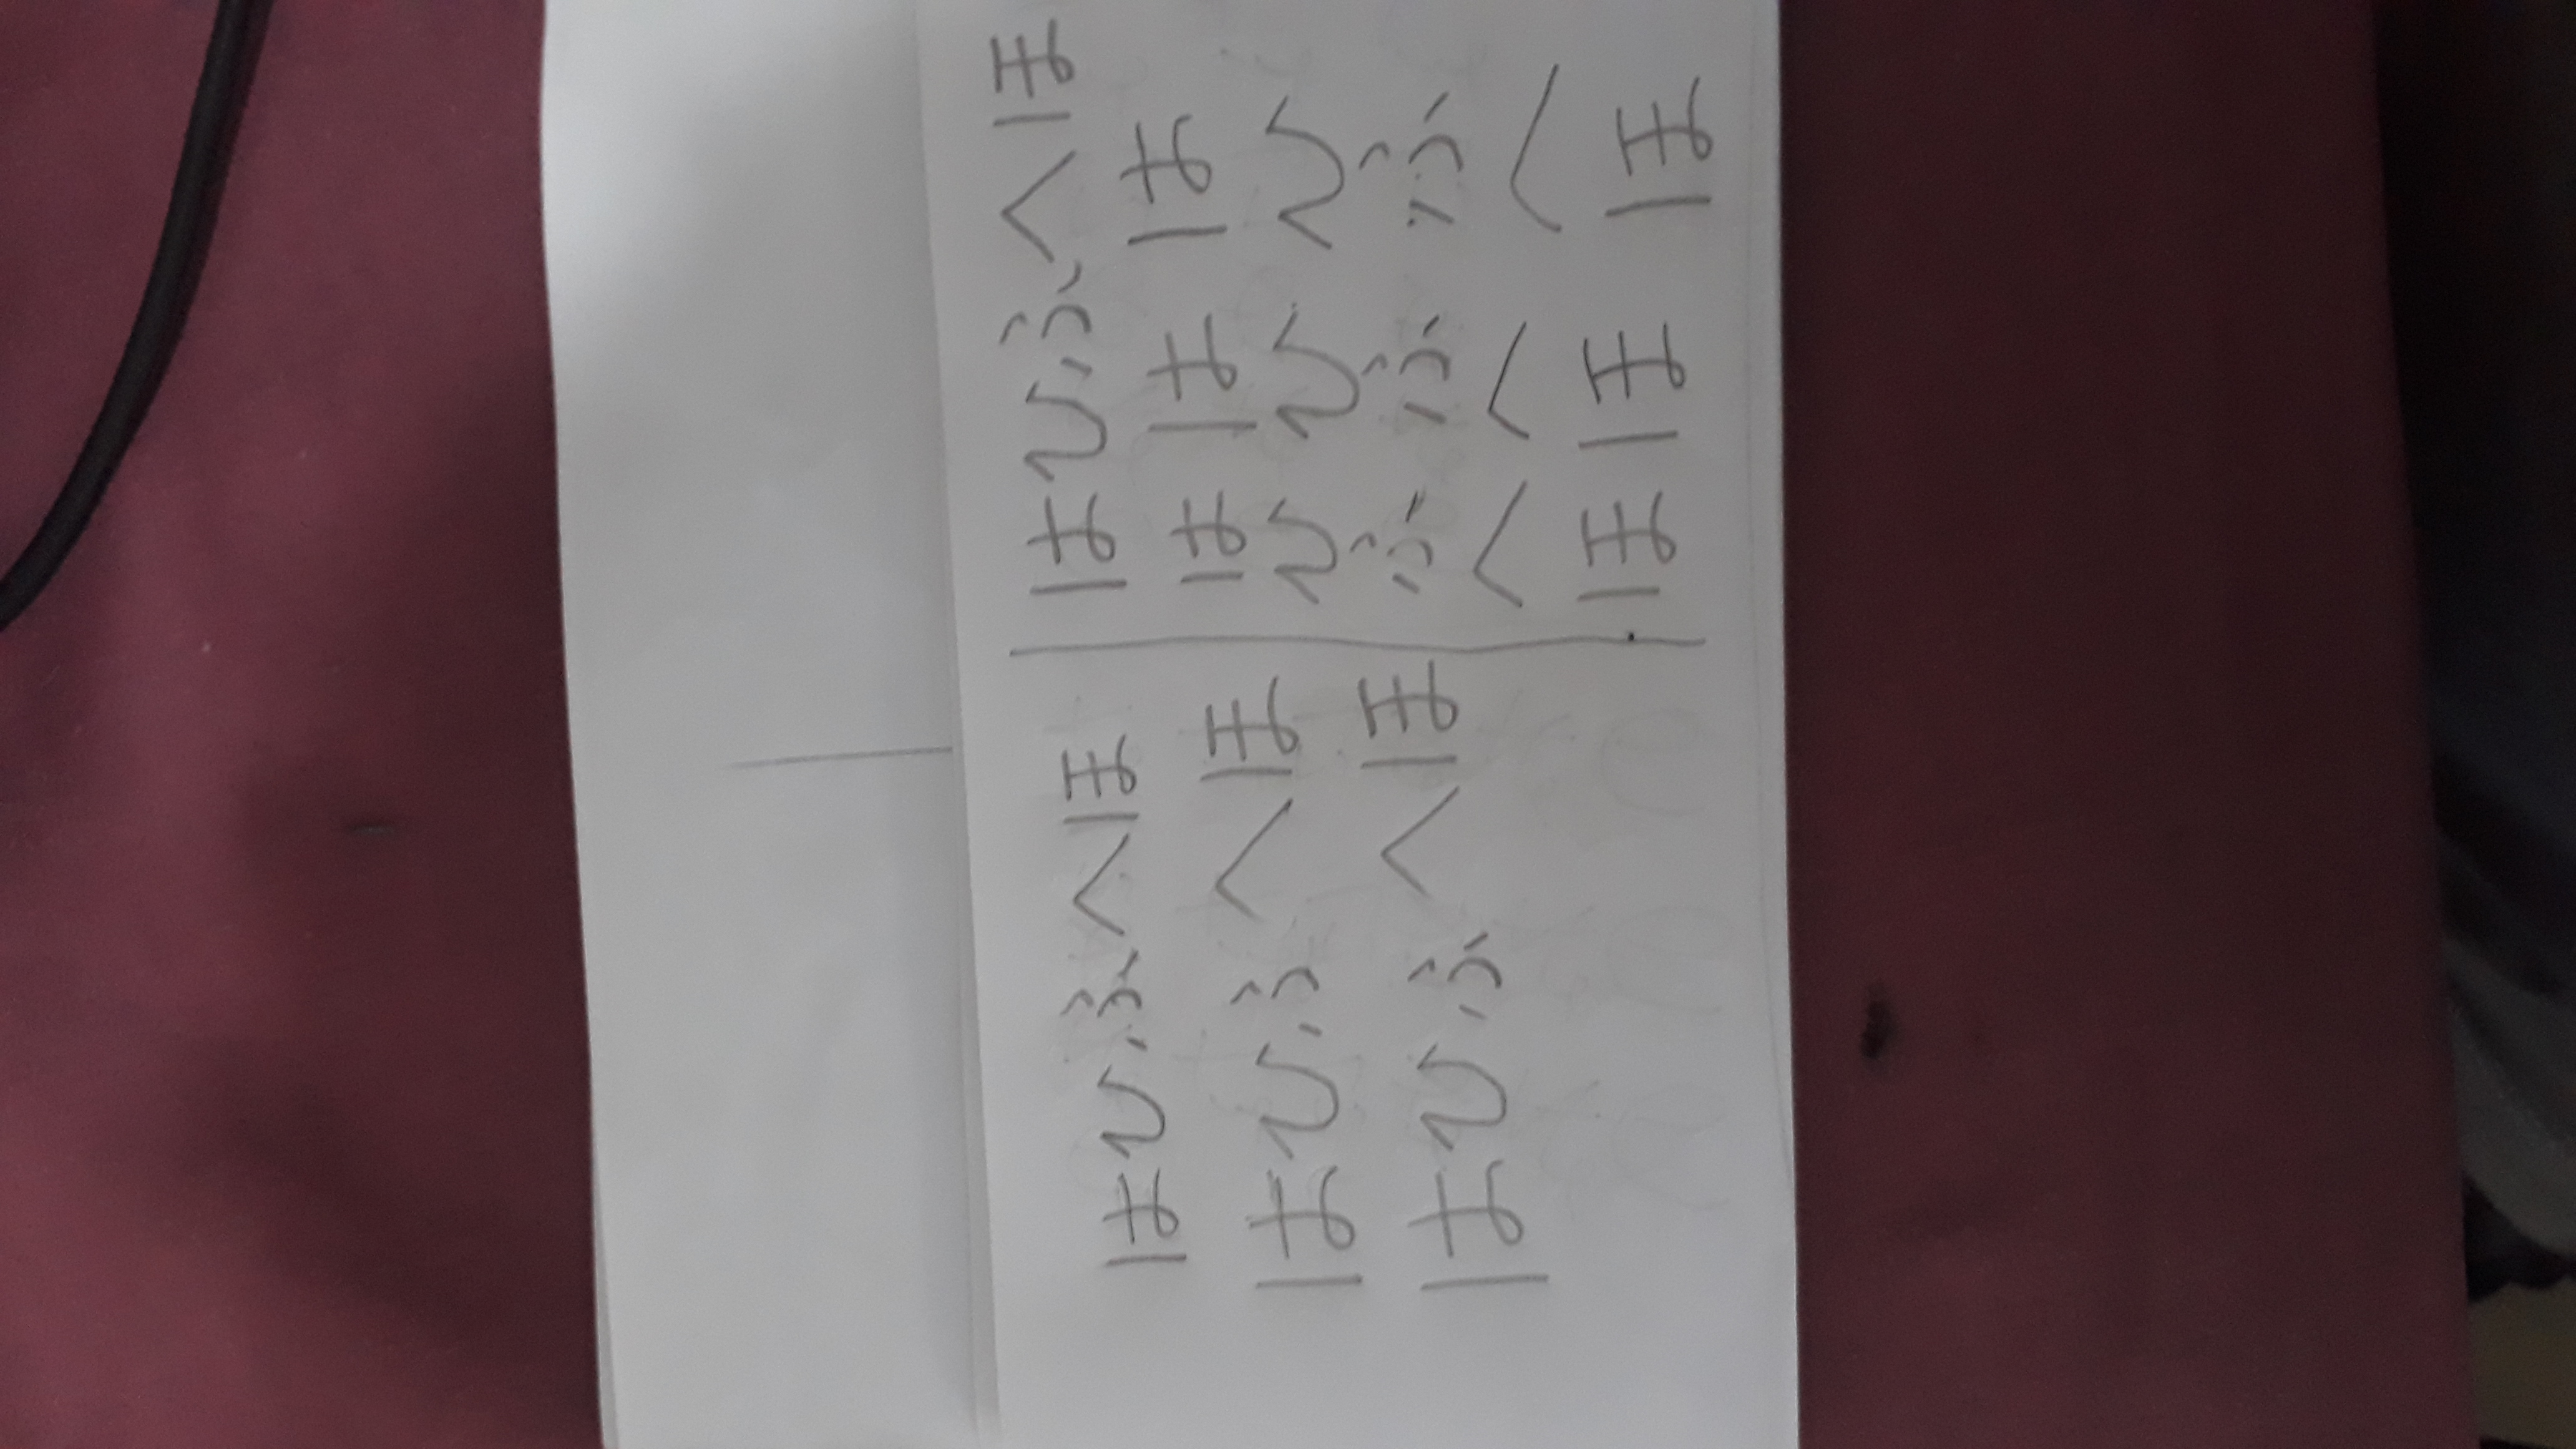 はひふへほ
はひふへほ
はひふへほ
はひふへほ
は は は
ひ ひ ひ
ふ ふ ふ
へ へ へ
ほ ほ ほ